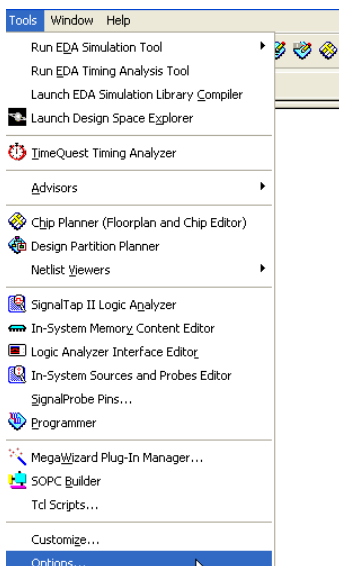 Tools Window Help
Run EDA Simulation Tool
Run EDA Timing Analysis Tool
Launch EDA Simulation Library Compiler
Launch Design Space Explorer
TimeQuest Timing Analyzer
Advisors
Chip Planner (Floorplan and Chip Editor)
Design Partition Planner
Netlist Viewers
SignalTap II Logic Analyzer
In-System Memory Content Editor
Logic Analyzer Interface Editor
In-System Sources and Probes Editor
SignalProbe Pins...
Programmer
MegaWizard Plug-In Manager...
SOPC Builder
Tcl Scripts...
Customize...
Options...